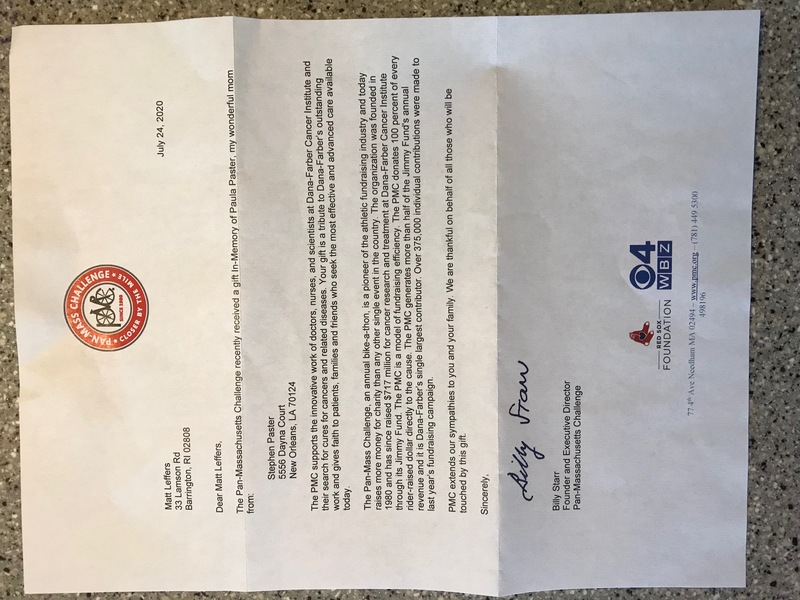 PAN-MASS CHALLENGE
SINCE 1980
CLOSER BY THE MILE
July 24, 2020
Matt Leffers
33 Lamson Rd
Barrington, RI 02808
Dear Matt Leffers,
The Pan-Massachusetts Challenge recently received a gift In-Memory of Paula Paster, my wonderful mom
from:
Stephen Paster
5556 Dayna Court
New Orleans, LA 70124
The PMC supports the innovative work of doctors, nurses, and scientists at Dana-Farber Cancer Institute and
their search for cures for cancers and related diseases. Your gift is a tribute to Dana-Farber's outstanding
work and gives faith to patients, families and friends who seek the most effective and advanced care available
today.
The Pan-Mass Challenge, an annual bike-a-thon, is a pioneer of the athletic fundraising industry and today
raises more money for charity than any other single event in the country. The organization was founded in
1980 and has since raised $717 million for cancer research and treatment at Dana-Farber Cancer Institute
through its Jimmy Fund. The PMC is a model of fundraising efficiency. The PMC donates 100 percent of every
rider-raised dollar directly to the cause. The PMC generates more than half of the Jimmy Fund's annual
revenue and it is Dana-Farber's single largest contributor. Over 375,000 individual contributions were made to
last year's fundraising campaign.
PMC extends our sympathies to you and your family. We are thankful on behalf of all those who will be
touched by this gift.
Sincerely,
Billy Starr
Billy Starr
Founder and Executive Director
Pan-Massachusetts Challenge
RED SOX
FOUNDATION
4
WBZ
77 4th Ave Needham MA 02494 – www.pmc.org – (781) 449 5300
498196